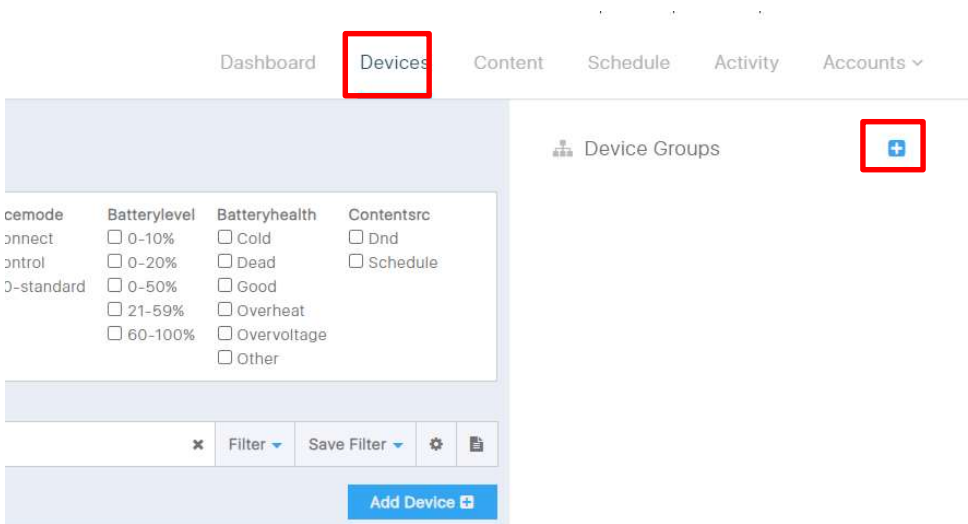 Dashboard Devices Content Schedule Activity Accounts
Device Groups
cemode Batterylevel Batteryhealth Contentsrc
onnect 0-10% Cold Dnd
ontrol 0-20% Dead Schedule
0-standard 0-50% Good
21-59% Overheat
60-100% Overvoltage
Other
Filter Save Filter
Add Device